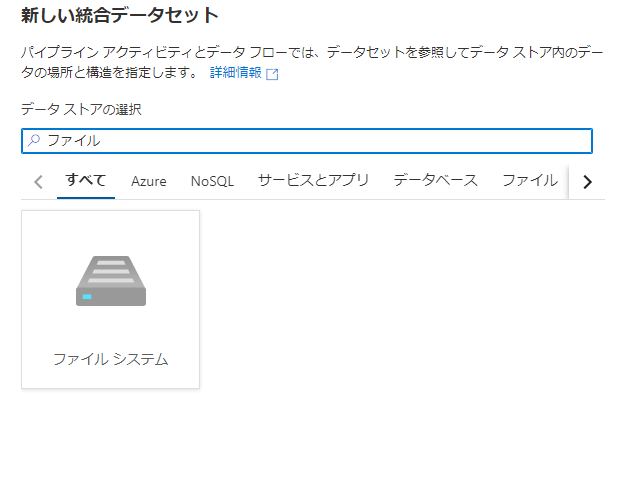 新しい統合データセット
パイプライン アクティビティとデータ フローでは、データセットを参照してデータ ストア内のデー
タの場所と構造を指定します。 詳細情報
データ ストアの選択
ファイル
すべて Azure NoSQL サービスとアプリ データベース ファイル
ファイル システム